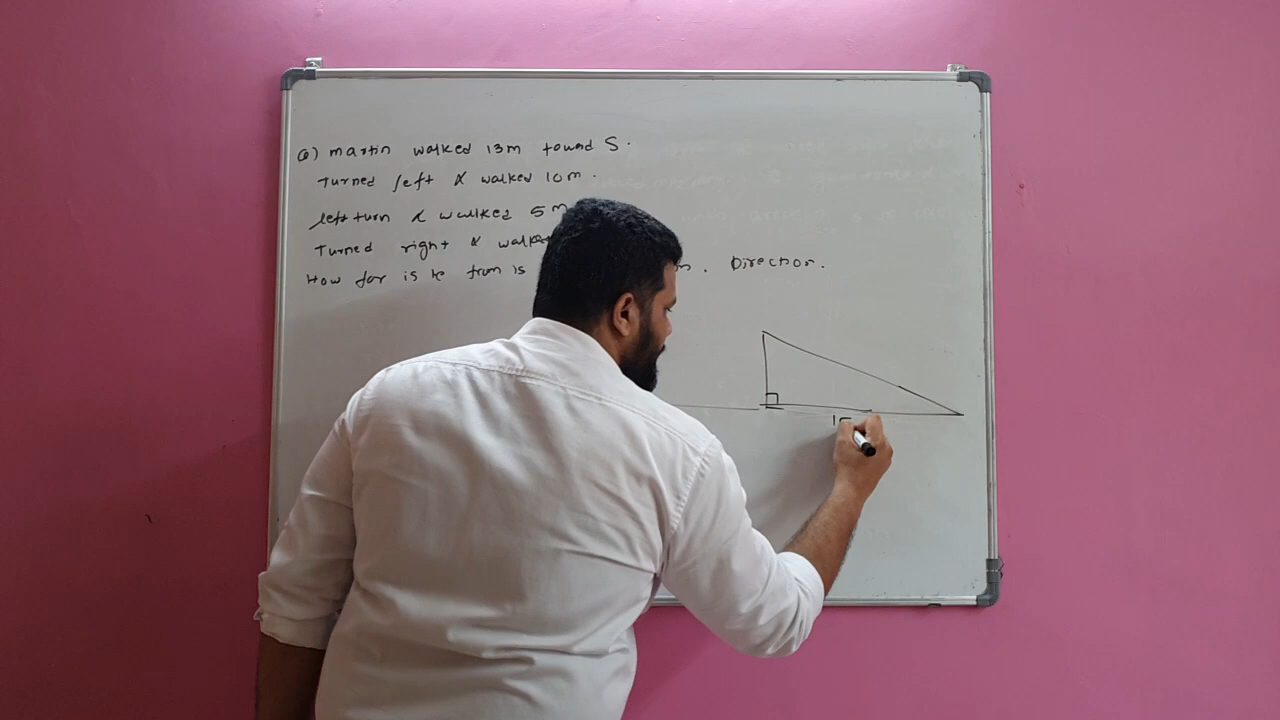 Q) Martin walked 13m toward S.
Turned left & walked 10m.
left turn & walked 5m
Turned right & walked
How far is he from is Direction.